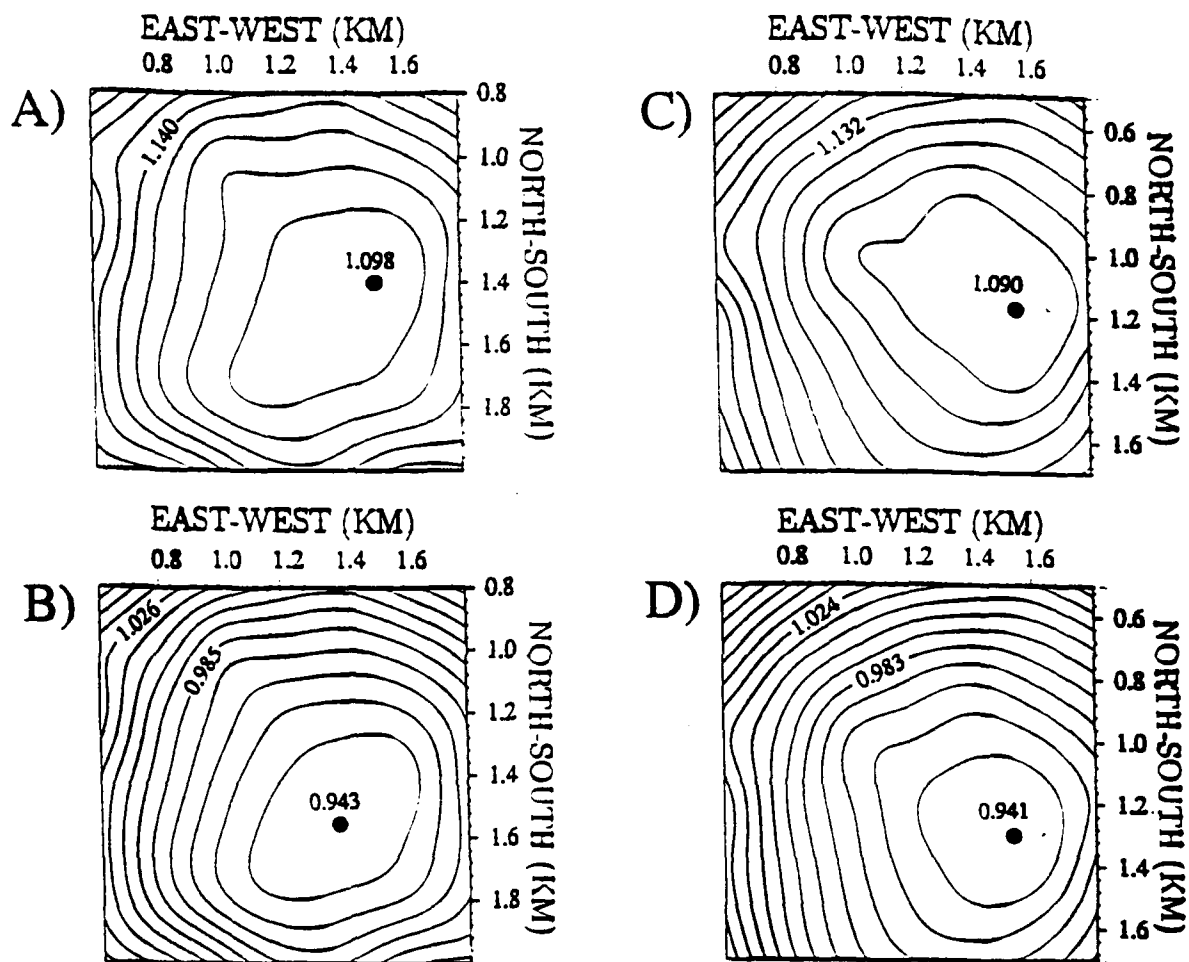 EAST-WEST (KM)
0.8 1.0 1.2 1.4 1.6
A)
1.140
1.098
0.8
1.0
1.2
1.4
1.6
1.8
NORTH-SOUTH (KM)
EAST-WEST (KM)
0.8 1.0 1.2 1.4 1.6
C)
1.132
1.090
0.6
0.8
1.0
1.2
1.4
1.6
NORTH-SOUTH (KM)
EAST-WEST (KM)
0.8 1.0 1.2 1.4 1.6
B)
1.026
0.985
0.943
0.8
1.0
1.2
1.4
1.6
1.8
NORTH-SOUTH (KM)
EAST-WEST (KM)
0.8 1.0 1.2 1.4 1.6
D)
1.024
0.983
0.941
0.6
0.8
1.0
1.2
1.4
1.6
NORTH-SOUTH (KM)